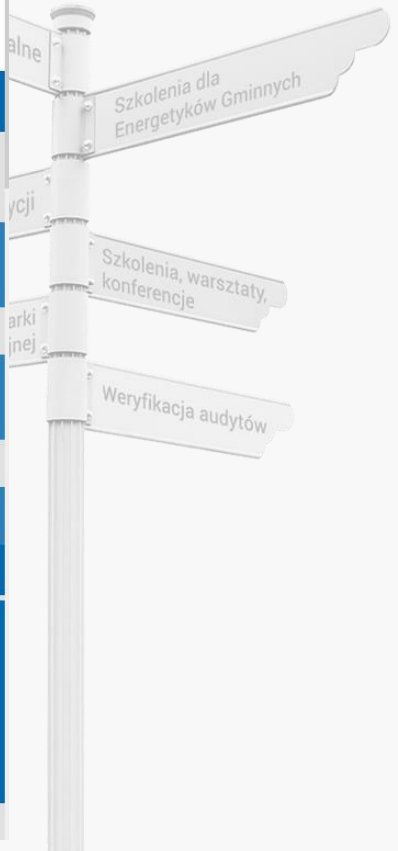 alne
Szkolenia dla
Energetyków Gminnych
ycji
Szkolenia, warsztaty,
konferencje
arki
inej
Weryfikacja audytów